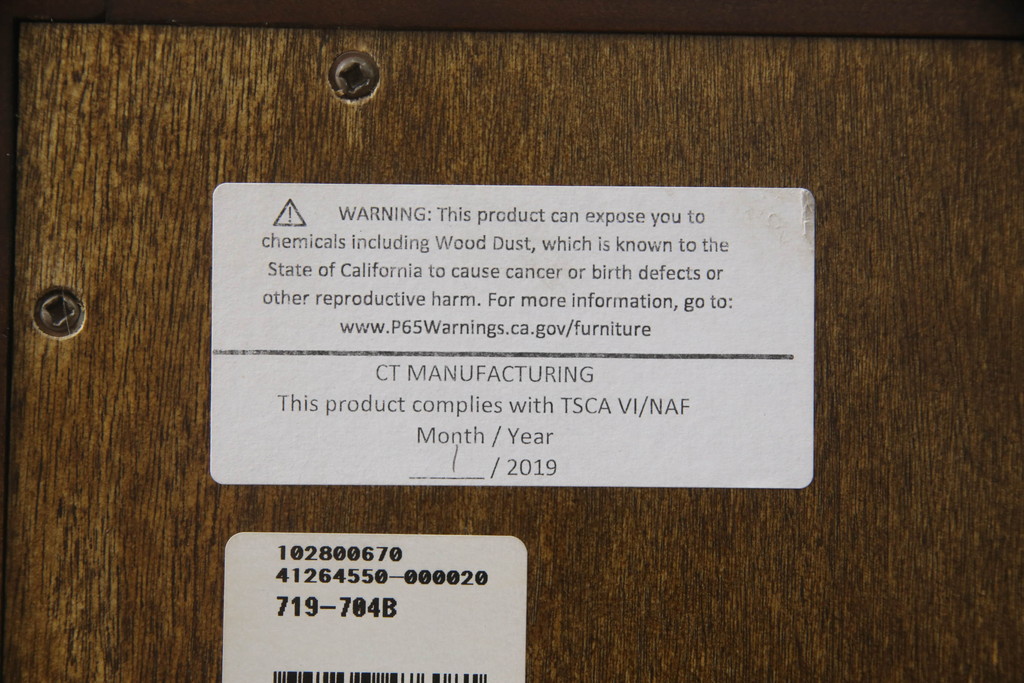 WARNING: This product can expose you to
chemicals including Wood Dust, which is known to the
State of California to cause cancer or birth defects or
other reproductive harm. For more information, go to:
www.P65Warnings.ca.gov/furniture
CT MANUFACTURING
This product complies with TSCA VI/NAF
Month / Year
1 / 2019
102800670
41264550-000020
719-704B